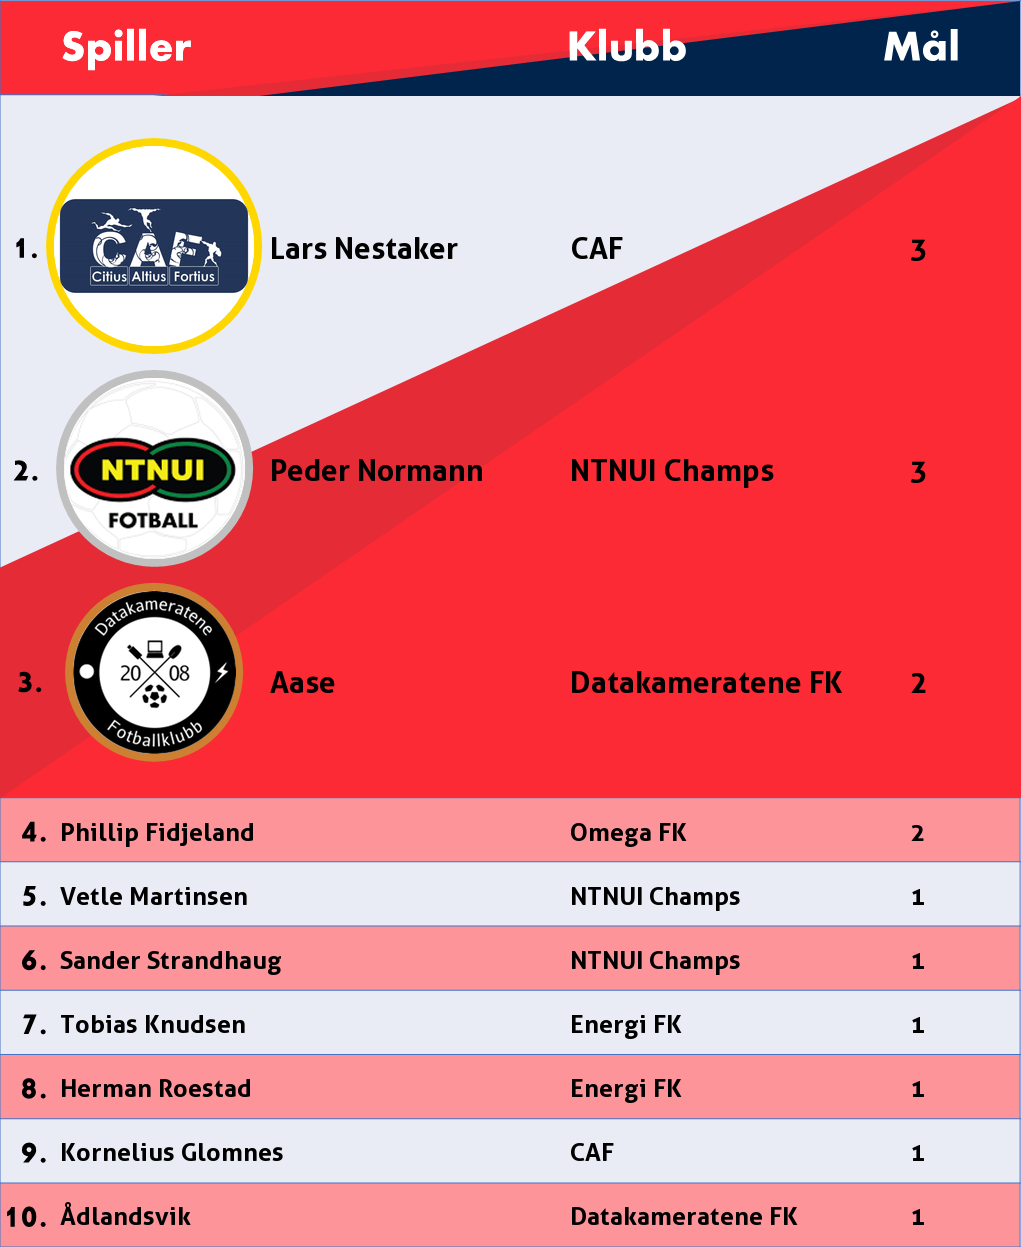 Spiller Klubb Mål
1. CAF Citius Altius Fortius Lars Nestaker CAF 3
2. NTNUI FOTBALL Peder Normann NTNUI Champs 3
3. Datakameratene 20 08 Fotballklubb Aase Datakameratene FK 2
4. Phillip Fidjeland Omega FK 2
5. Vetle Martinsen NTNUI Champs 1
6. Sander Strandhaug NTNUI Champs 1
7. Tobias Knudsen Energi FK 1
8. Herman Roestad Energi FK 1
9. Kornelius Glomnes CAF 1
10. Ådlandsvik Datakameratene FK 1